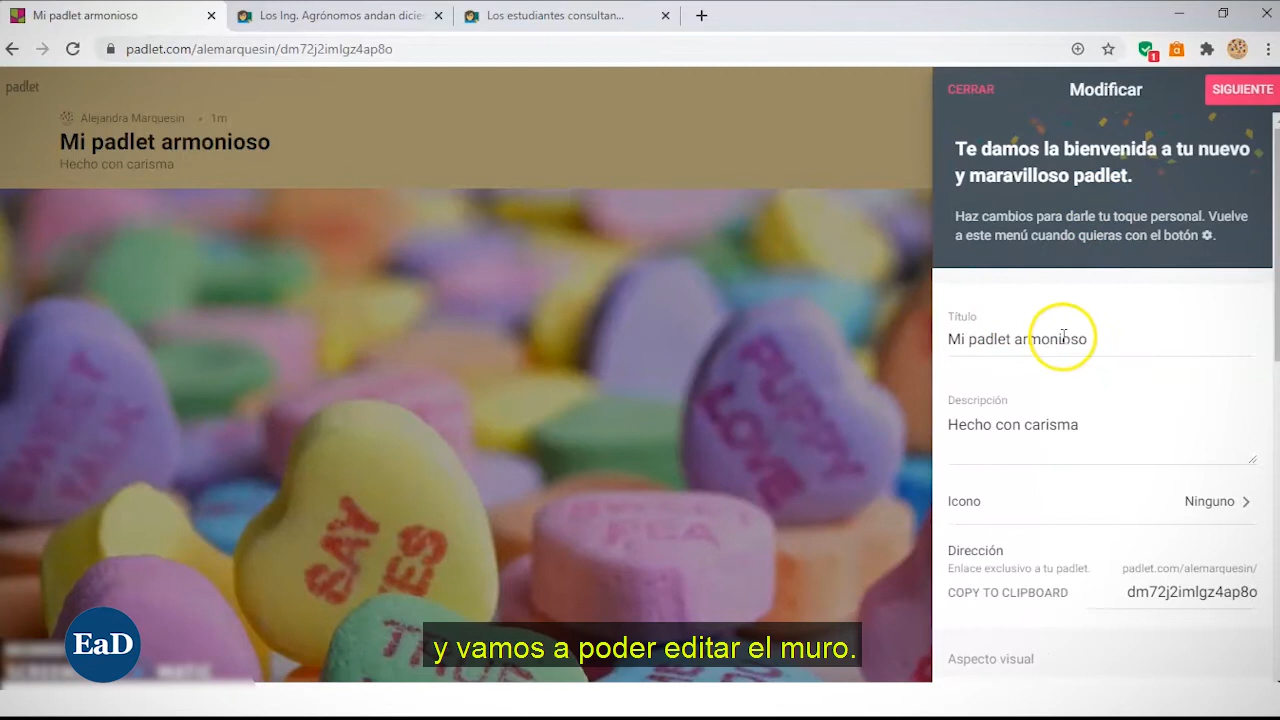 Mi padlet armonioso
Los Ing. Agrónomos andan dicie
Los estudiantes consultan...
padlet.com/alemarquesin/dm72j2imlgz4ap8o
1
padlet
Alejandra Marquesin • 1m
Mi padlet armonioso
Hecho con carisma
CERRAR
Modificar
SIGUIENTE
Te damos la bienvenida a tu nuevo
y maravilloso padlet.
Haz cambios para darle tu toque personal. Vuelve
a este menú cuando quieras con el botón
Título
Mi padlet armonioso
Descripción
Hecho con carisma
Icono
Ninguno
Dirección
Enlace exclusivo a tu padlet.
padlet.com/alemarquesin/
COPY TO CLIPBOARD
dm72j2imlgz4ap8o
Aspecto visual
PUPPY
LOVE
SAY
YES
PEA
TRUE
EaD
y vamos a poder editar el muro.